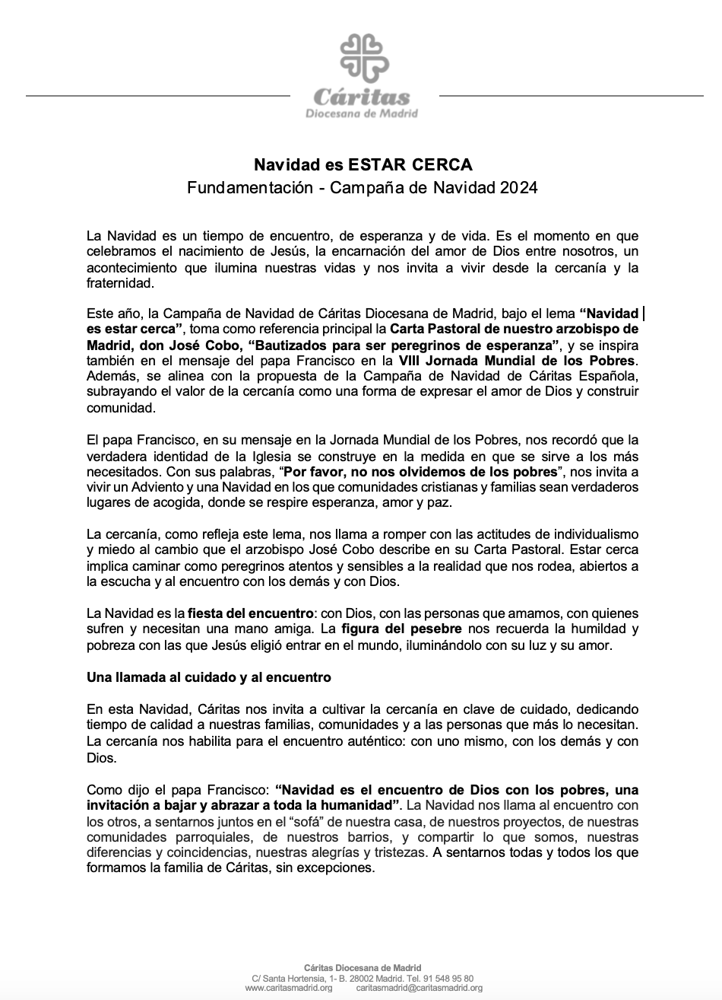 Cáritas
Diocesana de Madrid
Navidad es ESTAR CERCA
Fundamentación - Campaña de Navidad 2024
La Navidad es un tiempo de encuentro, de esperanza y de vida. Es el momento en que
celebramos el nacimiento de Jesús, la encarnación del amor de Dios entre nosotros, un
acontecimiento que ilumina nuestras vidas y nos invita a vivir desde la cercanía y la
fraternidad.
Este año, la Campaña de Navidad de Cáritas Diocesana de Madrid, bajo el lema “Navidad
es estar cerca”, toma como referencia principal la Carta Pastoral de nuestro arzobispo de
Madrid, don José Cobo, “Bautizados para ser peregrinos de esperanza”, y se inspira
también en el mensaje del papa Francisco en la VIII Jornada Mundial de los Pobres.
Además, se alinea con la propuesta de la Campaña de Navidad de Cáritas Española,
subrayando el valor de la cercanía como una forma de expresar el amor de Dios y construir
comunidad.
El papa Francisco, en su mensaje en la Jornada Mundial de los Pobres, nos recordó que la
verdadera identidad de la Iglesia se construye en la medida en que se sirve a los más
necesitados. Con sus palabras, “Por favor, no nos olvidemos de los pobres”, nos invita a
vivir un Adviento y una Navidad en los que comunidades cristianas y familias sean verdaderos
lugares de acogida, donde se respire esperanza, amor y paz.
La cercanía, como refleja este lema, nos llama a romper con las actitudes de individualismo
y miedo al cambio que el arzobispo José Cobo describe en su Carta Pastoral. Estar cerca
implica caminar como peregrinos atentos y sensibles a la realidad que nos rodea, abiertos a
la escucha y al encuentro con los demás y con Dios.
La Navidad es la fiesta del encuentro: con Dios, con las personas que amamos, con quienes
sufren y necesitan una mano amiga. La figura del pesebre nos recuerda la humildad y
pobreza con las que Jesús eligió entrar en el mundo, iluminándolo con su luz y su amor.
Una llamada al cuidado y al encuentro
En esta Navidad, Cáritas nos invita a cultivar la cercanía en clave de cuidado, dedicando
tiempo de calidad a nuestras familias, comunidades y a las personas que más lo necesitan.
La cercanía nos habilita para el encuentro auténtico: con uno mismo, con los demás y con
Dios.
Como dijo el papa Francisco: “Navidad es el encuentro de Dios con los pobres, una
invitación a bajar y abrazar a toda la humanidad”. La Navidad nos llama al encuentro con
los otros, a sentarnos juntos en el “sofá” de nuestra casa, de nuestros proyectos, de nuestras
comunidades parroquiales, de nuestros barrios, y compartir lo que somos, nuestras
diferencias y coincidencias, nuestras alegrías y tristezas. A sentarnos todas y todos los que
formamos la familia de Cáritas, sin excepciones.
Cáritas Diocesana de Madrid
C/ Santa Hortensia, 1- B. 28002 Madrid. Tel. 91 548 95 80
www.caritasmadrid.org caritasmadrid@caritasmadrid.org